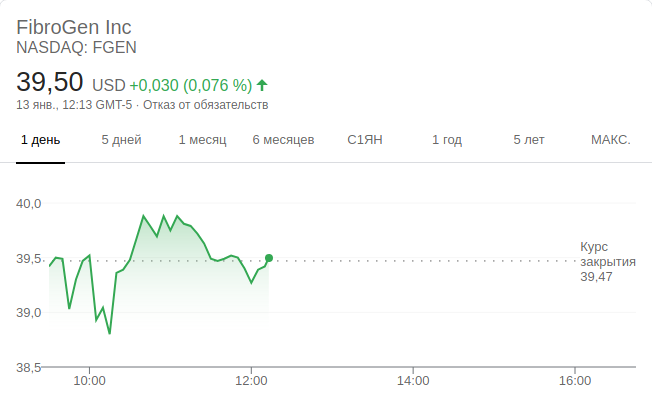 FibroGen Inc
NASDAQ: FGEN
39,50 USD +0,030 (0,076 %)
13 янв., 12:13 GMT-5 · Отказ от обязательств
1 день 5 дней 1 месяц 6 месяцев С1ЯН 1 год 5 лет МАКС.
40,0
39,5
39,0
38,5
Курс
закрытия
39,47
10:00 12:00 14:00 16:00